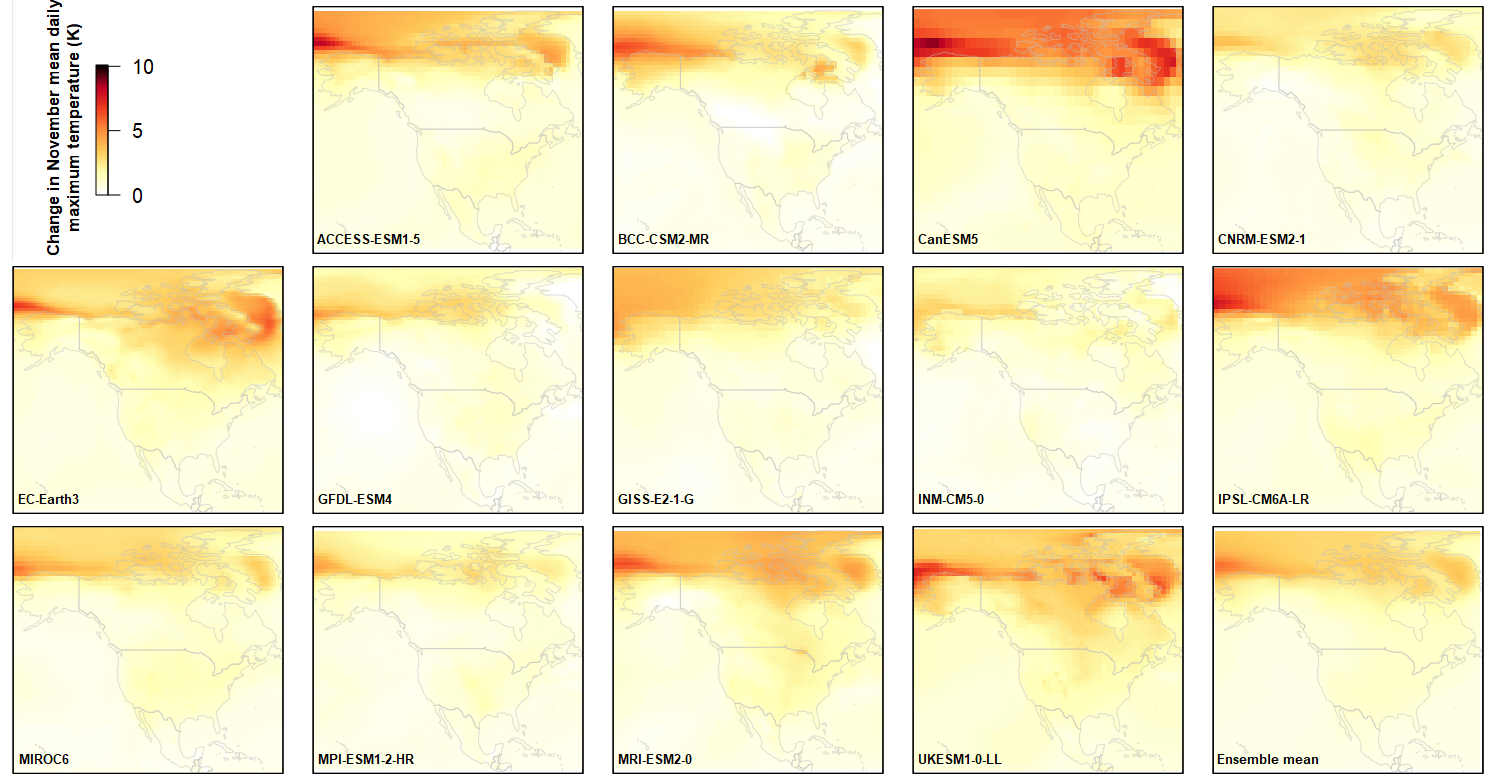 Change in November mean daily
maximum temperature (K)
10
5
0
ACCESS-ESM1-5
BCC-CSM2-MR
CanESM5
CNRM-ESM2-1
EC-Earth3
GFDL-ESM4
GISS-E2-1-G
INM-CM5-0
IPSL-CM6A-LR
MIROC6
MPI-ESM1-2-HR
MRI-ESM2-0
UKESM1-0-LL
Ensemble mean